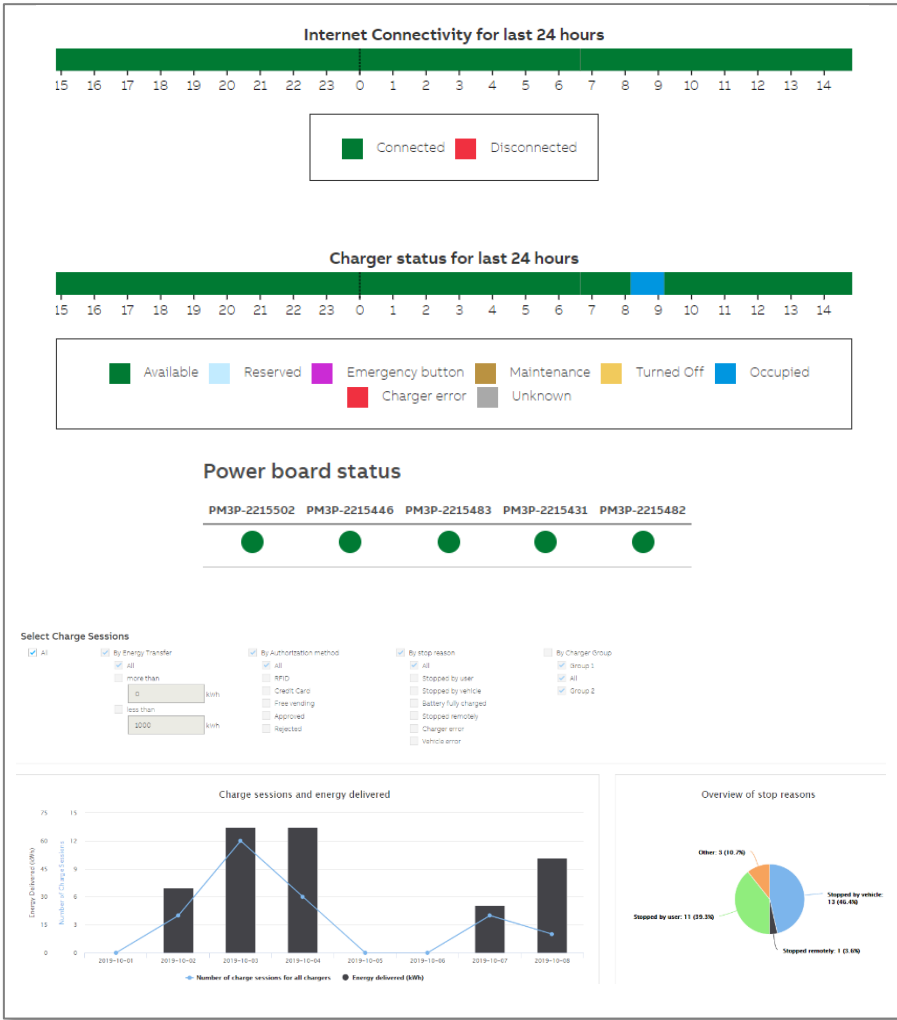 Internet Connectivity for last 24 hours
15 16 17 18 19 20 21 22 23 0 1 2 3 4 5 6 7 8 9 10 11 12 13 14
Connected Disconnected
Charger status for last 24 hours
15 16 17 18 19 20 21 22 23 0 1 2 3 4 5 6 7 8 9 10 11 12 13 14
Available Reserved Emergency button Maintenance Turned Off Occupied
Charger error Unknown
Power board status
PM3P-2215502 PM3P-2215446 PM3P-2215483 PM3P-2215431 PM3P-2215482
Select Charge Sessions
All By Energy Transfer By Authorization method By stop reason By Charger Group
All All All Group 1
more than RFID Stopped by user All
0 kWh Credit Card Stopped by vehicle Group 2
less than Free vending Battery fully charged
1000 kWh Approved Stopped remotely
Rejected Charger error
Vehicle error
Charge sessions and energy delivered
75 15
60 12
45 9
30 6
15 3
0 0
Energy Delivered (kWh)
Number of Charge Sessions
2019-10-01 2019-10-02 2019-10-03 2019-10-04 2019-10-05 2019-10-06 2019-10-07 2019-10-08
Number of charge sessions for all chargers Energy delivered (kWh)
Overview of stop reasons
Other: 3 (10.7%)
Stopped by vehicle:
13 (46.4%)
Stopped by user: 11 (39.3%)
Stopped remotely: 1 (3.6%)